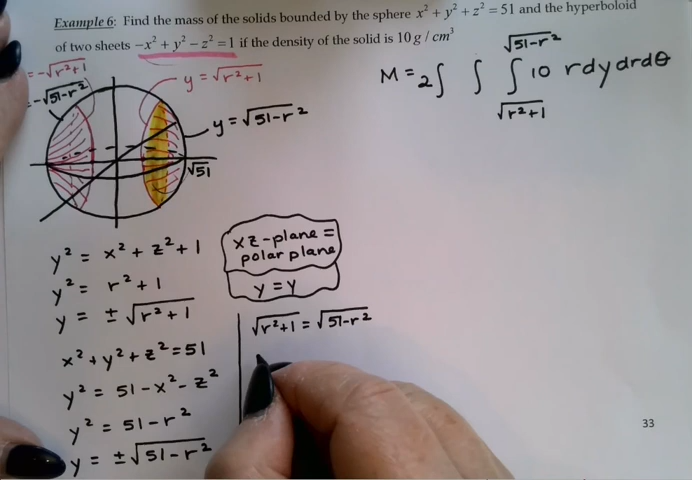 Example 6: Find the mass of the solids bounded by the sphere x² + y² + z² = 51 and the hyperboloid
of two sheets −x² + y² − z² = 1 if the density of the solid is 10 g / cm³
= −√(r²+1)
−√(51−r²)
y = √(r²+1)
y = √(51−r²)
√51
M = 2∫ ∫ ∫_{√(r²+1)}^{√(51−r²)} 10 r dy dr dθ
y² = x² + z² + 1
y² = r² + 1
y = ± √(r²+1)
x² + y² + z² = 51
y² = 51 − x² − z²
y² = 51 − r²
y = ±√(51−r²)
xz-plane =
polar plane
y = y
√(r²+1) = √(51−r²)
33